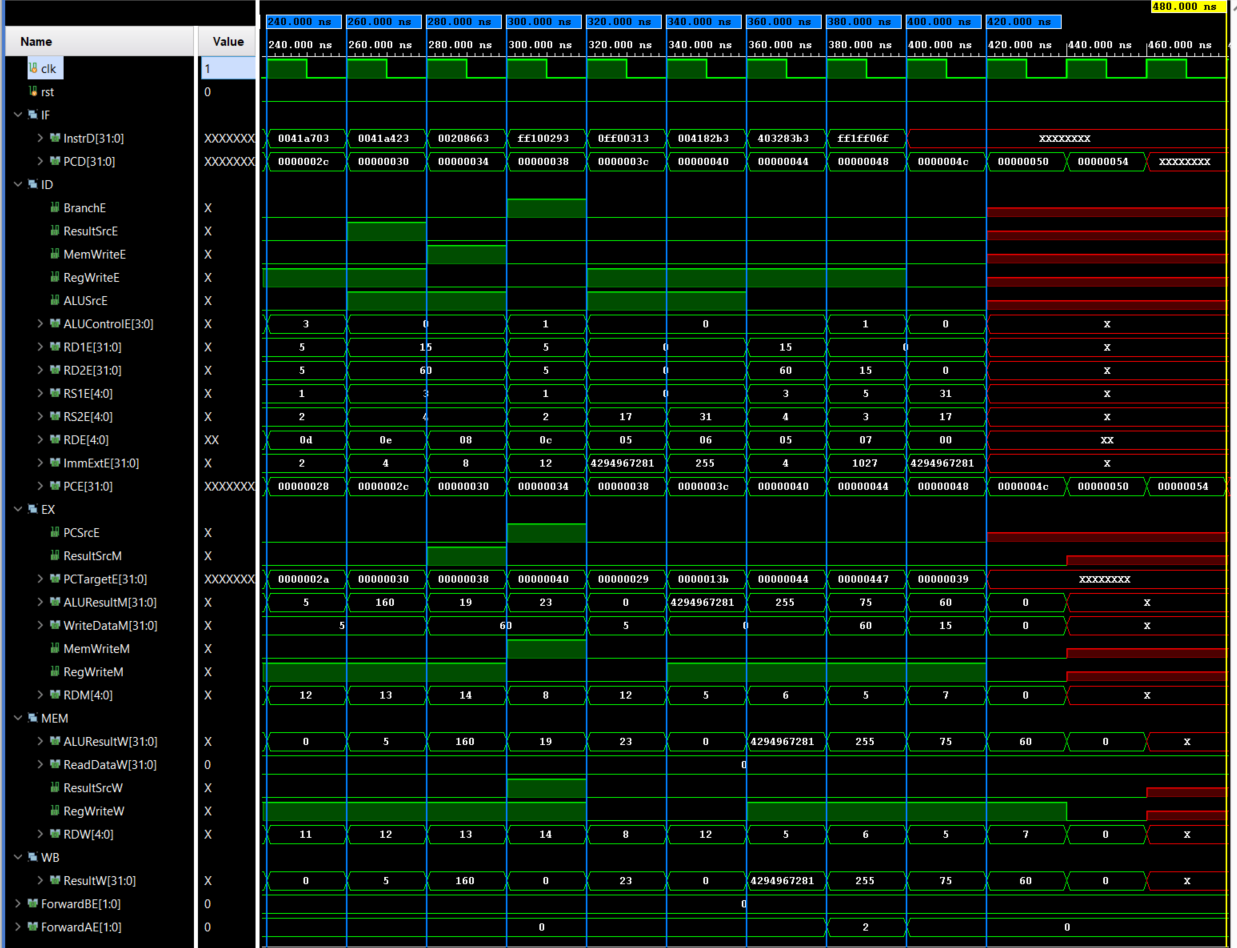 480.000 ns
240.000 ns 260.000 ns 280.000 ns 300.000 ns 320.000 ns 340.000 ns 360.000 ns 380.000 ns 400.000 ns 420.000 ns
Name Value 240.000 ns 260.000 ns 280.000 ns 300.000 ns 320.000 ns 340.000 ns 360.000 ns 380.000 ns 400.000 ns 420.000 ns 440.000 ns 460.000 ns
clk 1
rst 0
IF
InstrD[31:0] XXXXXXX 0041a703 0041a423 00208663 ff100293 0ff00313 004182b3 403283b3 ff1ff06f XXXXXXXX
PCD[31:0] XXXXXXX 0000002c 00000030 00000034 00000038 0000003c 00000040 00000044 00000048 0000004c 00000050 00000054 XXXXXXXX
ID
BranchE X
ResultSrcE X
MemWriteE X
RegWriteE X
ALUSrcE X
ALUControlE[3:0] X 3 0 1 0 1 0 X
RD1E[31:0] X 5 15 5 0 15 0 X
RD2E[31:0] X 5 60 5 0 60 15 0 X
RS1E[4:0] X 1 3 1 0 3 5 31 X
RS2E[4:0] X 2 4 2 17 31 4 3 17 X
RDE[4:0] XX 0d 0e 08 0c 05 06 05 07 00 XX
ImmExtE[31:0] X 2 4 8 12 4294967281 255 4 1027 4294967281 X
PCE[31:0] XXXXXXX 00000028 0000002c 00000030 00000034 00000038 0000003c 00000040 00000044 00000048 0000004c 00000050 00000054
EX
PCSrcE X
ResultSrcM X
PCTargetE[31:0] XXXXXXX 0000002a 00000030 00000038 00000040 00000029 0000013b 00000044 00000447 00000039 XXXXXXXX
ALUResultM[31:0] X 5 160 19 23 0 4294967281 255 75 60 0 X
WriteDataM[31:0] X 5 60 5 0 60 15 0 X
MemWriteM X
RegWriteM X
RDM[4:0] X 12 13 14 8 12 5 6 5 7 0 X
MEM
ALUResultW[31:0] X 0 5 160 19 23 0 4294967281 255 75 60 0 X
ReadDataW[31:0] 0 0
ResultSrcW X
RegWriteW X
RDW[4:0] X 11 12 13 14 8 12 5 6 5 7 0 X
WB
ResultW[31:0] X 0 5 160 0 23 0 4294967281 255 75 60 0 X
ForwardBE[1:0] 0 0
ForwardAE[1:0] 0 0 2 0